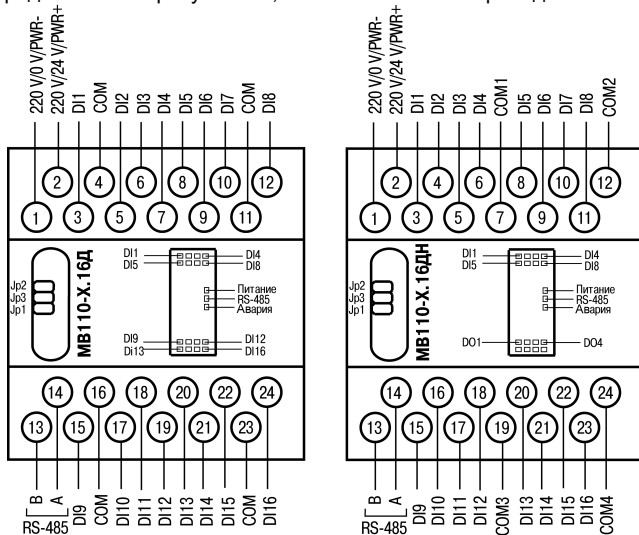 220 V/0 V/PWR-
220 V/24 V/PWR+
DI1
COM
DI2
DI3
DI4
DI5
DI6
DI7
COM
DI8
2 4 6 8 10 12
1 3 5 7 9 11
Jp2
Jp3
Jp1
МВ110-Х.16Д
DI1 DI4
DI5 DI8
Питание
RS-485
Авария
DI9 DI12
Di13 DI16
14 16 18 20 22 24
13 15 17 19 21 23
B
A
RS-485
DI9
COM
DI10
DI11
DI12
DI13
DI14
DI15
COM
DI16
220 V/0 V/PWR-
220 V/24 V/PWR+
DI1
DI2
DI3
DI4
COM1
DI5
DI6
DI7
DI8
COM2
2 4 6 8 10 12
1 3 5 7 9 11
Jp2
Jp3
Jp1
МВ110-Х.16ДН
DI1 DI4
DI5 DI8
Питание
RS-485
Авария
DO1 DO4
14 16 18 20 22 24
13 15 17 19 21 23
B
A
RS-485
DI9
DI10
DI11
DI12
COM3
DI13
DI14
DI15
DI16
COM4